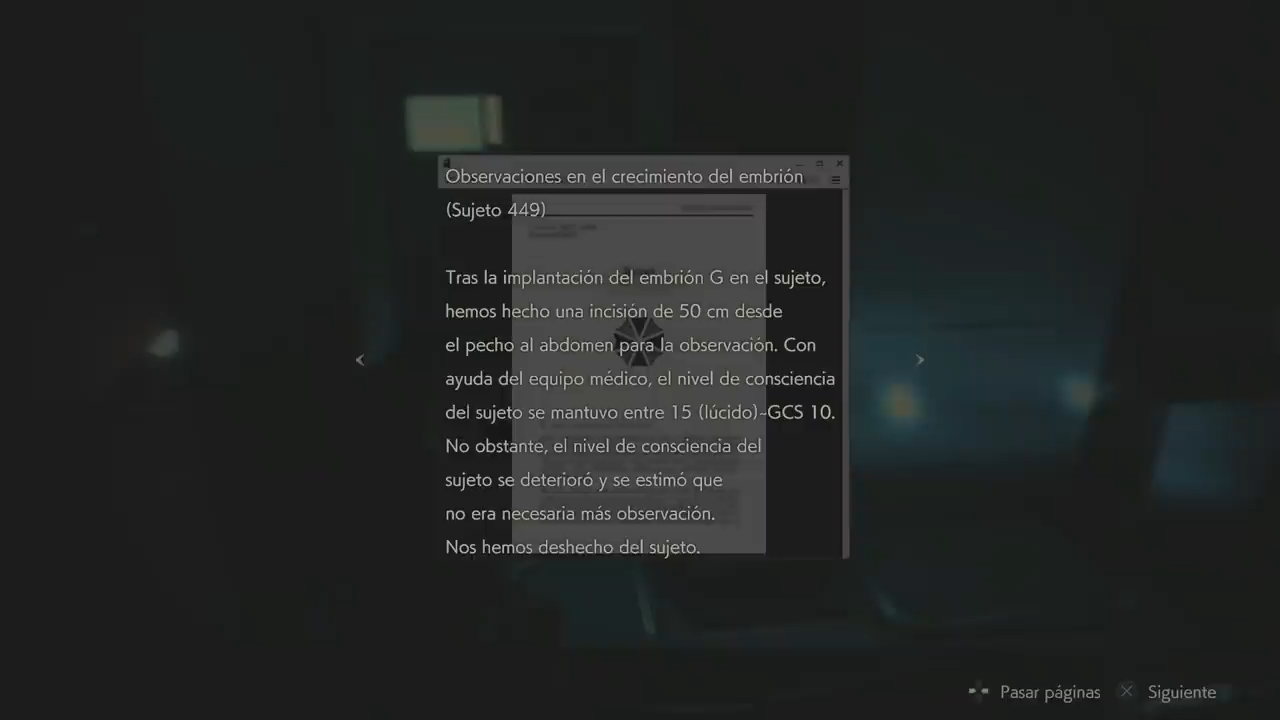 Observaciones en el crecimiento del embrión
(Sujeto 449)
Tras la implantación del embrión G en el sujeto,
hemos hecho una incisión de 50 cm desde
el pecho al abdomen para la observación. Con
ayuda del equipo médico, el nivel de consciencia
del sujeto se mantuvo entre 15 (lúcido)~GCS 10.
No obstante, el nivel de consciencia del
sujeto se deterioró y se estimó que
no era necesaria más observación.
Nos hemos deshecho del sujeto.
Pasar páginas
Siguiente